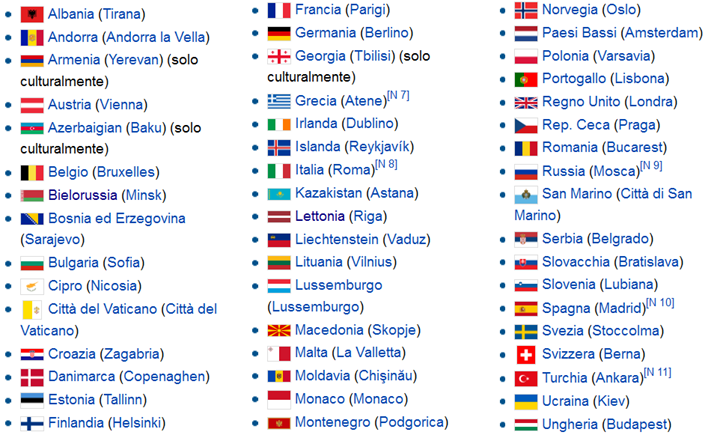 Albania (Tirana)
Andorra (Andorra la Vella)
Armenia (Yerevan) (solo
culturalmente)
Austria (Vienna)
Azerbaigian (Baku) (solo
culturalmente)
Belgio (Bruxelles)
Bielorussia (Minsk)
Bosnia ed Erzegovina
(Sarajevo)
Bulgaria (Sofia)
Cipro (Nicosia)
Città del Vaticano (Città del
Vaticano)
Croazia (Zagabria)
Danimarca (Copenaghen)
Estonia (Tallinn)
Finlandia (Helsinki)
Francia (Parigi)
Germania (Berlino)
Georgia (Tbilisi) (solo
culturalmente)
Grecia (Atene)[N 7]
Irlanda (Dublino)
Islanda (Reykjavík)
Italia (Roma)[N 8]
Kazakistan (Astana)
Lettonia (Riga)
Liechtenstein (Vaduz)
Lituania (Vilnius)
Lussemburgo
(Lussemburgo)
Macedonia (Skopje)
Malta (La Valletta)
Moldavia (Chișinău)
Monaco (Monaco)
Montenegro (Podgorica)
Norvegia (Oslo)
Paesi Bassi (Amsterdam)
Polonia (Varsavia)
Portogallo (Lisbona)
Regno Unito (Londra)
Rep. Ceca (Praga)
Romania (Bucarest)
Russia (Mosca)[N 9]
San Marino (Città di San
Marino)
Serbia (Belgrado)
Slovacchia (Bratislava)
Slovenia (Lubiana)
Spagna (Madrid)[N 10]
Svezia (Stoccolma)
Svizzera (Berna)
Turchia (Ankara)[N 11]
Ucraina (Kiev)
Ungheria (Budapest)